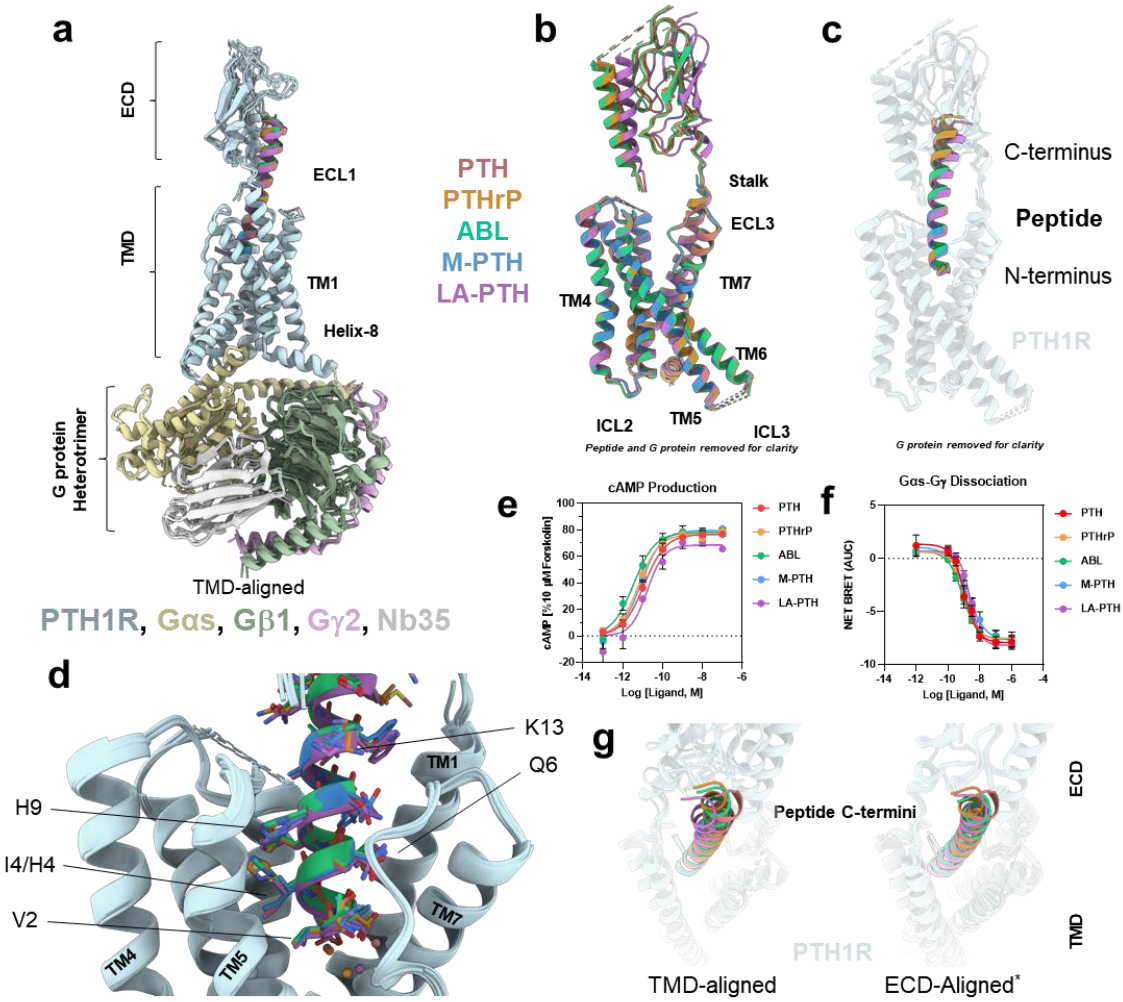 a
ECD
TMD
G protein
Heterotrimer
ECL1
TM1
Helix-8
TMD-aligned
PTH1R, Gαs, Gβ1, Gγ2, Nb35
PTH
PTHrP
ABL
M-PTH
LA-PTH
b
Stalk
ECL3
TM7
TM4
TM6
ICL2
TM5
ICL3
Peptide and G protein removed for clarity
c
C-terminus
Peptide
N-terminus
PTH1R
G protein removed for clarity
d
K13
TM1
Q6
H9
I4/H4
V2
TM4
TM5
TM7
e
cAMP Production
cAMP [%10 µM Forskolin]
100
80
60
40
20
0
-20
-14
-12
-10
-8
-6
Log [Ligand, M]
PTH
PTHrP
ABL
M-PTH
LA-PTH
f
Gαs-Gγ Dissociation
NET BRET (AUC)
5
0
-5
-10
-14
-12
-10
-8
-6
-4
Log [Ligand, M]
PTH
PTHrP
ABL
M-PTH
LA-PTH
g
Peptide C-termini
PTH1R
ECD
TMD
TMD-aligned
ECD-Aligned*